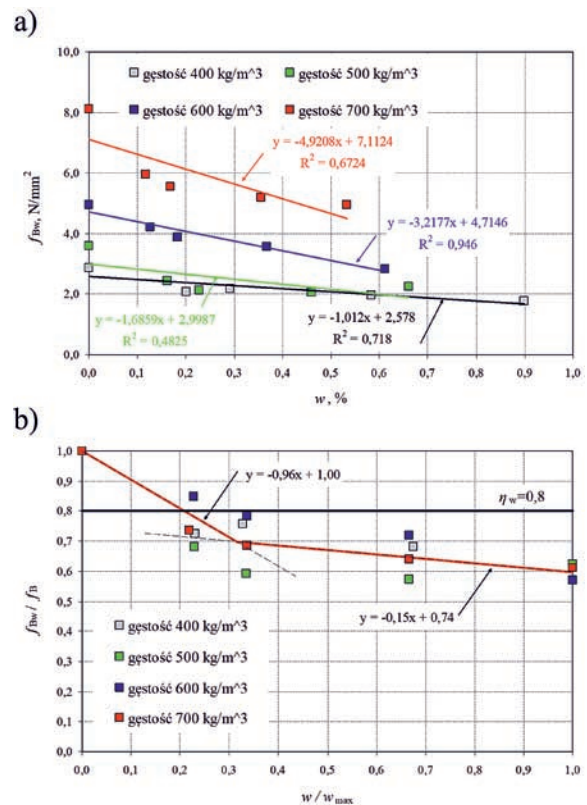 a)
10,0
8,0
6,0
4,0
2,0
0,0
gęstość 400 kg/m^3
gęstość 500 kg/m^3
gęstość 600 kg/m^3
gęstość 700 kg/m^3
y = -4,9208x + 7,1124
R² = 0,6724
y = -3,2177x + 4,7146
R² = 0,946
y = -1,6859x + 2,9987
R² = 0,4825
y = -1,012x + 2,578
R² = 0,718
fBw, N/mm²
0,0 0,1 0,2 0,3 0,4 0,5 0,6 0,7 0,8 0,9 1,0
w, %
b)
1,0
0,9
0,8
0,7
0,6
0,5
0,4
0,3
0,2
0,1
0,0
y = -0,96x + 1,00
ηw=0,8
y = -0,15x + 0,74
gęstość 400 kg/m^3
gęstość 500 kg/m^3
gęstość 600 kg/m^3
gęstość 700 kg/m^3
fBw / fB
0,0 0,1 0,2 0,3 0,4 0,5 0,6 0,7 0,8 0,9 1,0
w/wmax